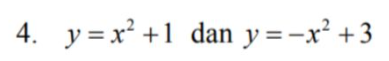 4. y = x² + 1 dan y = −x² + 3